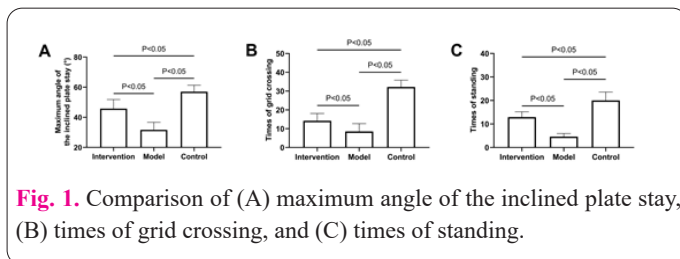 A
P<0.05
P<0.05
P<0.05
Maximum angle of
the inclined plate stay (°)
80
60
40
20
Intervention
Model
Control
B
P<0.05
P<0.05
P<0.05
Times of grid crossing
50
40
30
20
10
0
Intervention
Model
Control
C
P<0.05
P<0.05
P<0.05
Times of standing
40
30
20
10
0
Intervention
Model
Control
Fig. 1. Comparison of (A) maximum angle of the inclined plate stay,
(B) times of grid crossing, and (C) times of standing.